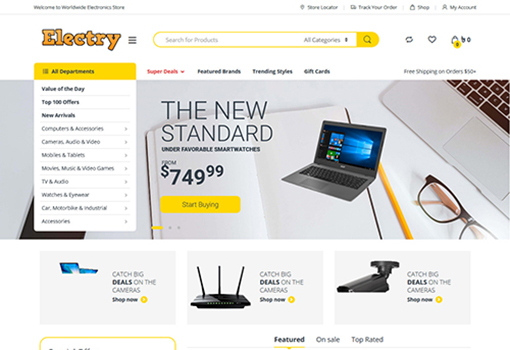 Welcome to Worldwide Electronics Store
Store Locator
Track Your Order
Shop
My Account
Electry
Search for Products
All Categories
0
৳ 0
All Departments
Super Deals
Featured Brands
Trending Styles
Gift Cards
Free Shipping on Orders $50+
Value of the Day
Top 100 Offers
New Arrivals
Computers & Accessories
Cameras, Audio & Video
Mobiles & Tablets
Movies, Music & Video Games
TV & Audio
Watches & Eyewear
Car, Motorbike & Industrial
Accessories
THE NEW
STANDARD
UNDER FAVORABLE SMARTWATCHES
FROM
$749 99
Start Buying
CATCH BIG
DEALS ON THE
CAMERAS
Shop now
CATCH BIG
DEALS ON THE
CAMERAS
Shop now
CATCH BIG
DEALS ON THE
CAMERAS
Shop now
Featured
On sale
Top Rated